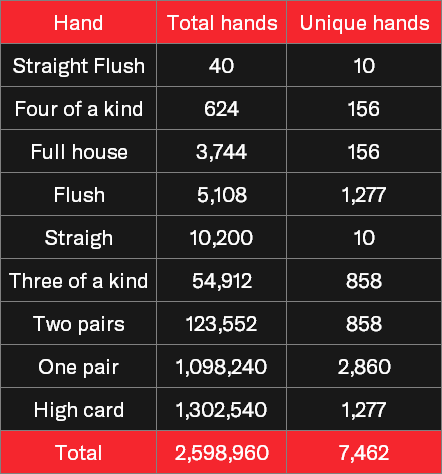 Hand Total hands Unique hands
Straight Flush 40 10
Four of a kind 624 156
Full house 3,744 156
Flush 5,108 1,277
Straigh 10,200 10
Three of a kind 54,912 858
Two pairs 123,552 858
One pair 1,098,240 2,860
High card 1,302,540 1,277
Total 2,598,960 7,462